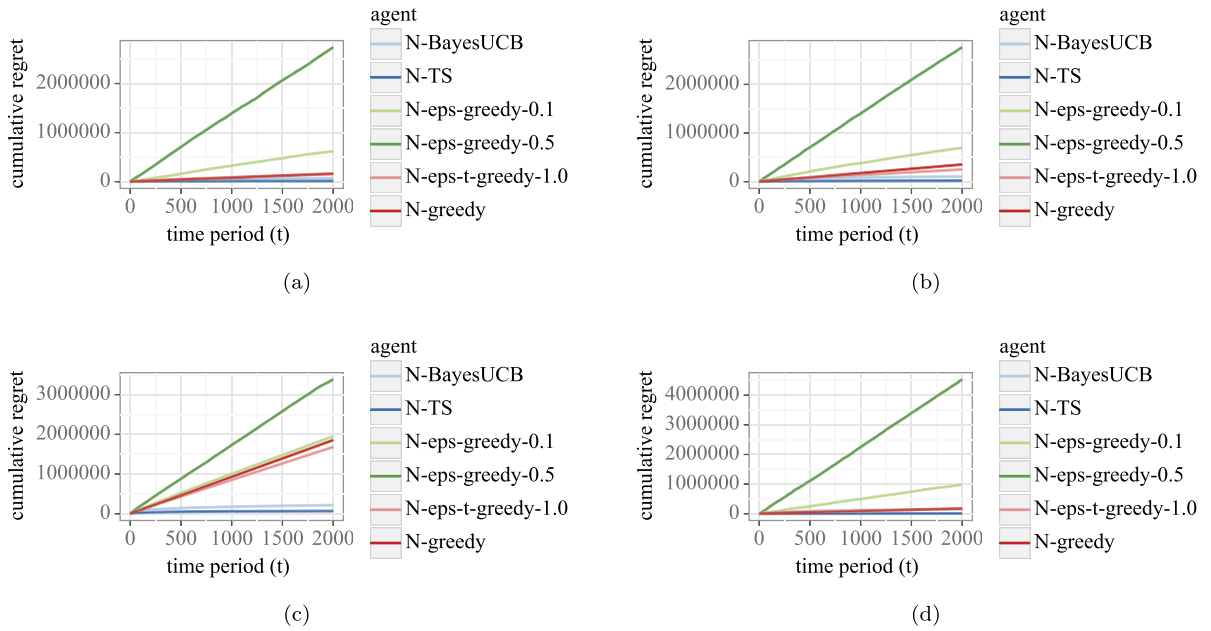 agent
N-BayesUCB
N-TS
N-eps-greedy-0.1
N-eps-greedy-0.5
N-eps-t-greedy-1.0
N-greedy
cumulative regret
2000000
1000000
0
0 500 1000 1500 2000
time period (t)
(a)
agent
N-BayesUCB
N-TS
N-eps-greedy-0.1
N-eps-greedy-0.5
N-eps-t-greedy-1.0
N-greedy
cumulative regret
2000000
1000000
0
0 500 1000 1500 2000
time period (t)
(b)
agent
N-BayesUCB
N-TS
N-eps-greedy-0.1
N-eps-greedy-0.5
N-eps-t-greedy-1.0
N-greedy
cumulative regret
3000000
2000000
1000000
0
0 500 1000 1500 2000
time period (t)
(c)
agent
N-BayesUCB
N-TS
N-eps-greedy-0.1
N-eps-greedy-0.5
N-eps-t-greedy-1.0
N-greedy
cumulative regret
4000000
3000000
2000000
1000000
0
0 500 1000 1500 2000
time period (t)
(d)